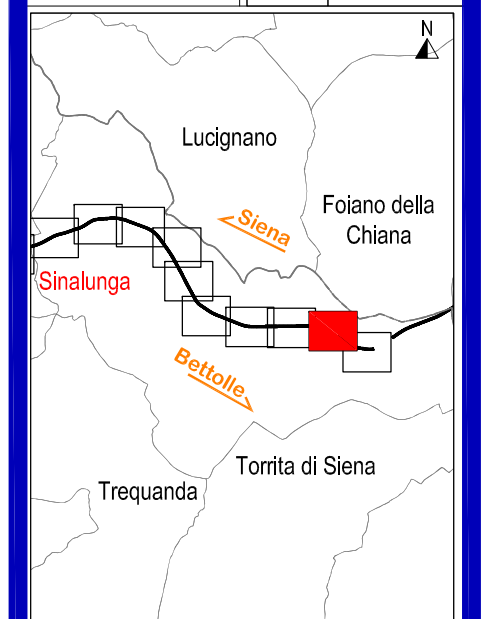 N
Lucignano
Foiano della
Chiana
Siena
Sinalunga
Bettolle
Torrita di Siena
Trequanda